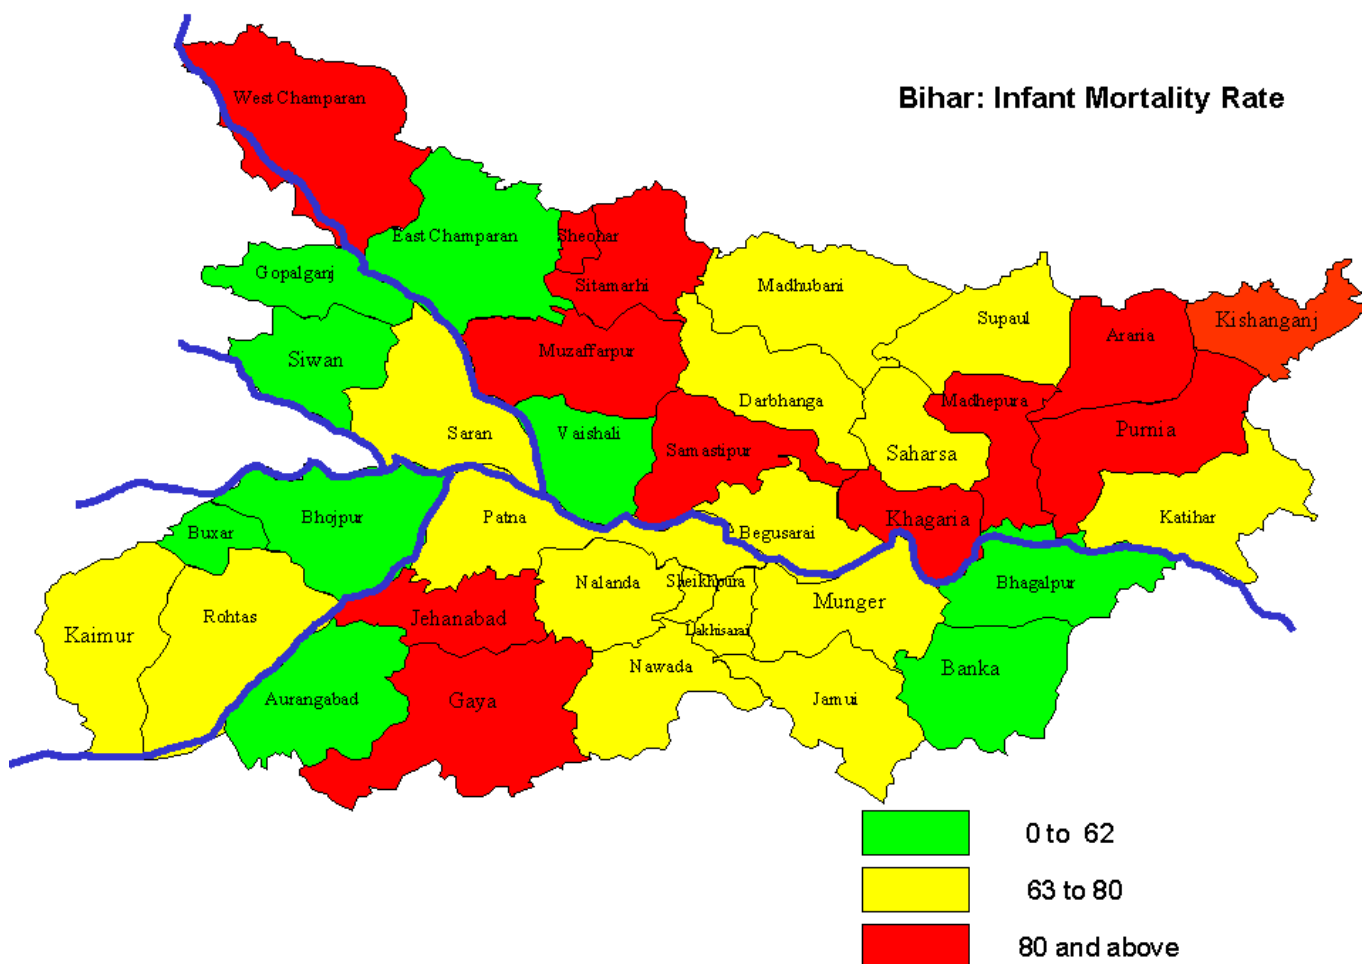 Bihar: Infant Mortality Rate
West Champaran
East Champaran
Sheohar
Gopalganj
Sitamarhi
Madhubani
Supaul
Araria
Kishanganj
Siwan
Muzaffarpur
Darbhanga
Madhepura
Purnia
Saran
Vaishali
Samastipur
Saharsa
Buxar
Bhojpur
Patna
Begusarai
Khagaria
Katihar
Kaimur
Rohtas
Jehanabad
Nalanda
Sheikhpura
Munger
Bhagalpur
Lakhisarai
Aurangabad
Gaya
Nawada
Jamui
Banka
0 to 62
63 to 80
80 and above